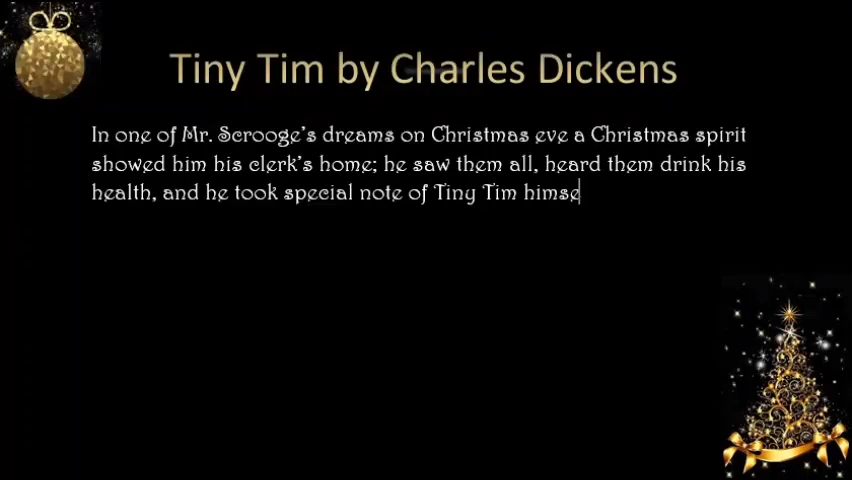 Tiny Tim by Charles Dickens
In one of Mr. Scrooge's dreams on Christmas eve a Christmas spirit
showed him his clerk's home; he saw them all, heard them drink his
health, and he took special note of Tiny Tim himse